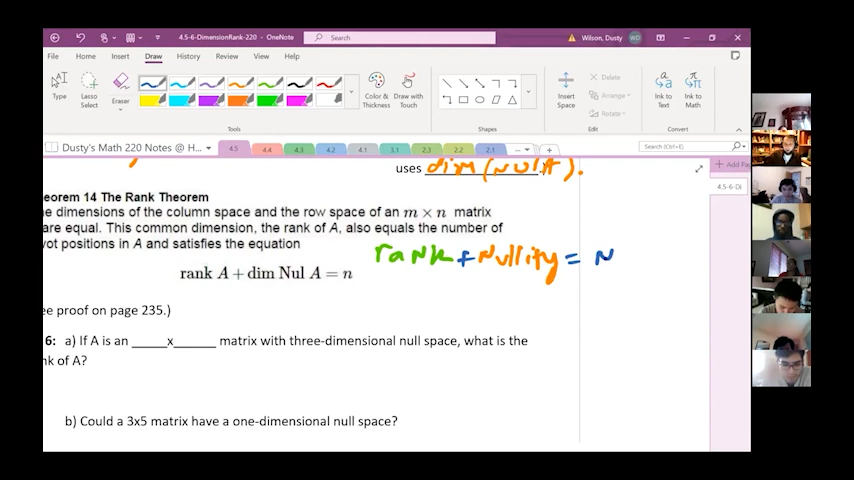 4.5-6-DimensionRank-220 - OneNote
Search
Wilson, Dusty
WD
File Home Insert Draw History Review View Help
Type
Lasso Select
Eraser
Color & Thickness
Draw with Touch
Insert Space
Delete
Arrange
Rotate
Ink to Text
Ink to Math
Tools
Shapes
Edit
Convert
Dusty's Math 220 Notes @ H...
4.5 4.4 4.3 4.2 4.1 3.1 2.3 2.2 2.1
Search (Ctrl+E)
Add Pa
4.5-6-Di
uses dim(NulA).
eorem 14 The Rank Theorem
e dimensions of the column space and the row space of an m × n matrix
are equal. This common dimension, the rank of A, also equals the number of
vot positions in A and satisfies the equation
rank A + dim Nul A = n
rank + Nullity = N
ee proof on page 235.)
6: a) If A is an _____x______ matrix with three-dimensional null space, what is the
nk of A?
b) Could a 3x5 matrix have a one-dimensional null space?